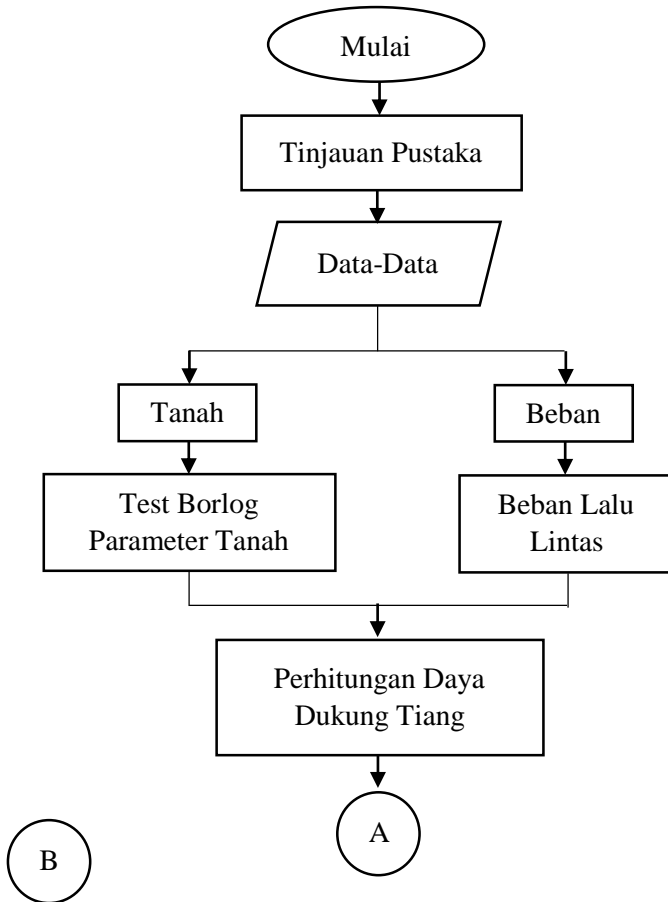 Mulai
Tinjauan Pustaka
Data-Data
Tanah
Beban
Test Borlog
Parameter Tanah
Beban Lalu
Lintas
Perhitungan Daya
Dukung Tiang
A
B